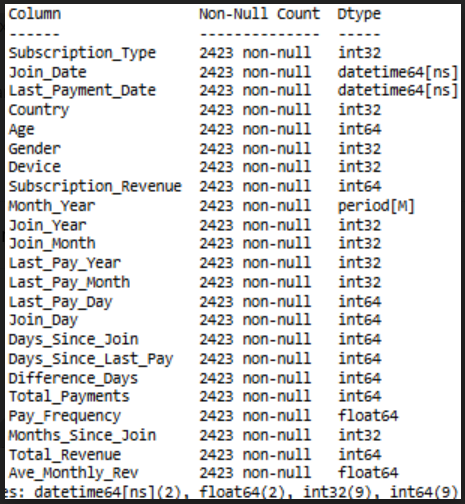 Column Non-Null Count Dtype
------ -------------- -----
Subscription_Type 2423 non-null int32
Join_Date 2423 non-null datetime64[ns]
Last_Payment_Date 2423 non-null datetime64[ns]
Country 2423 non-null int32
Age 2423 non-null int64
Gender 2423 non-null int32
Device 2423 non-null int32
Subscription_Revenue 2423 non-null int64
Month_Year 2423 non-null period[M]
Join_Year 2423 non-null int32
Join_Month 2423 non-null int32
Last_Pay_Year 2423 non-null int32
Last_Pay_Month 2423 non-null int32
Last_Pay_Day 2423 non-null int64
Join_Day 2423 non-null int64
Days_Since_Join 2423 non-null int64
Days_Since_Last_Pay 2423 non-null int64
Difference_Days 2423 non-null int64
Total_Payments 2423 non-null int64
Pay_Frequency 2423 non-null float64
Months_Since_Join 2423 non-null int32
Total_Revenue 2423 non-null int64
Ave_Monthly_Rev 2423 non-null float64
es: datetime64[ns](2), float64(2), int32(9), int64(9)